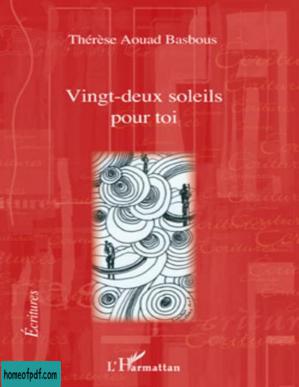 Thérèse Aouad Basbous
Vingt-deux soleils
pour toi
Écritures
L'Harmattan
homeofpdf.com